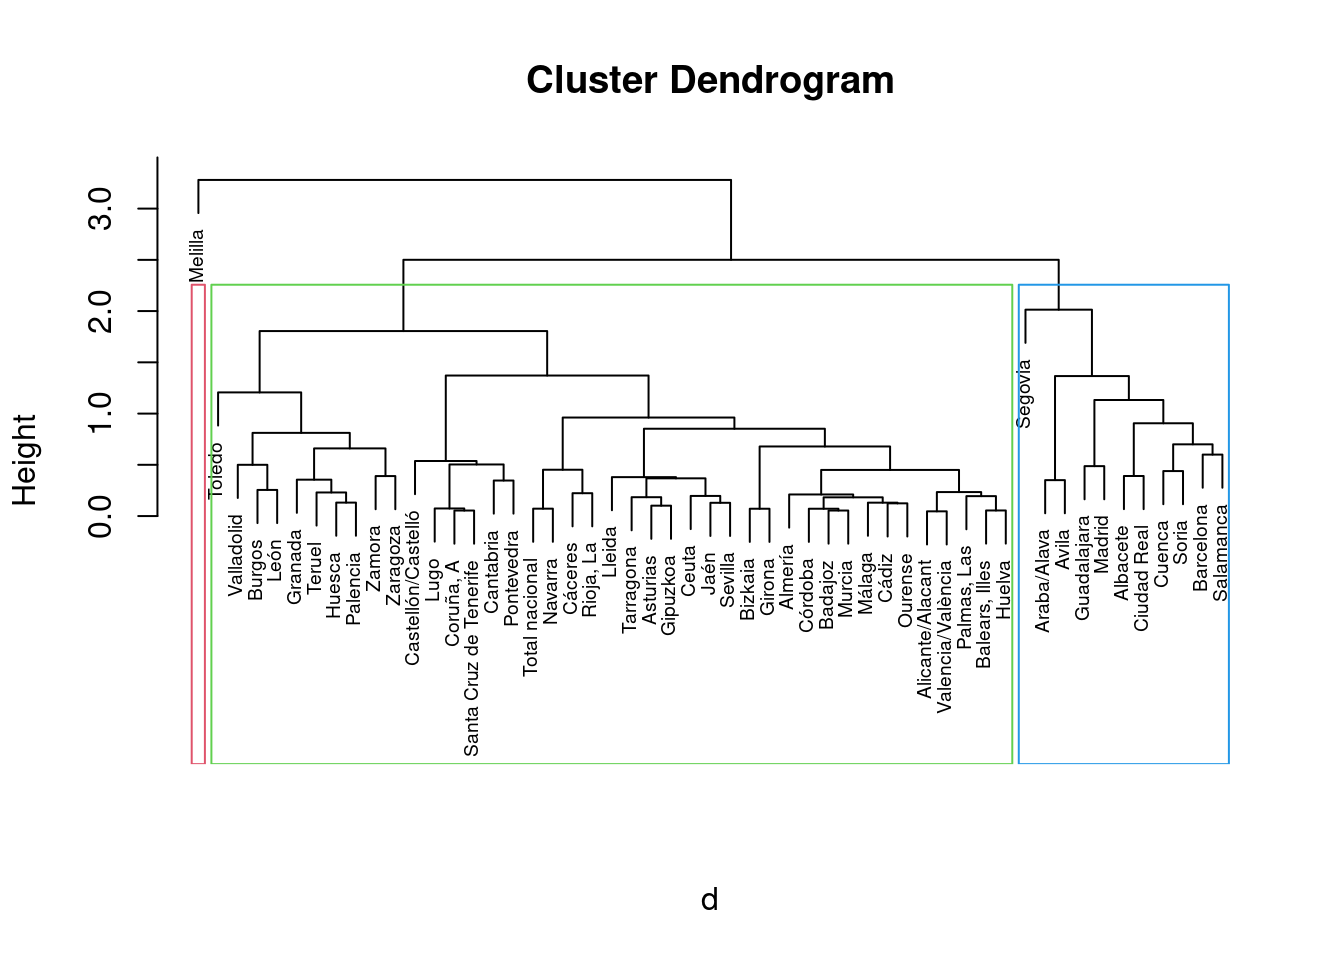 Cluster Dendrogram
Height
3.0
2.0
1.0
0.0
Melilla
Toledo
Valladolid
Burgos
León
Granada
Teruel
Huesca
Palencia
Zamora
Zaragoza
Castellón/Castelló
Lugo
Coruña, A
Santa Cruz de Tenerife
Cantabria
Pontevedra
Total nacional
Navarra
Cáceres
Rioja, La
Lleida
Tarragona
Asturias
Gipuzkoa
Ceuta
Jaén
Sevilla
Bizkaia
Girona
Almería
Córdoba
Badajoz
Murcia
Málaga
Cádiz
Ourense
Alicante/Alacant
Valencia/València
Palmas, Las
Balears, Illes
Huelva
Segovia
Araba/Álava
Ávila
Guadalajara
Madrid
Albacete
Ciudad Real
Cuenca
Soria
Barcelona
Salamanca
d